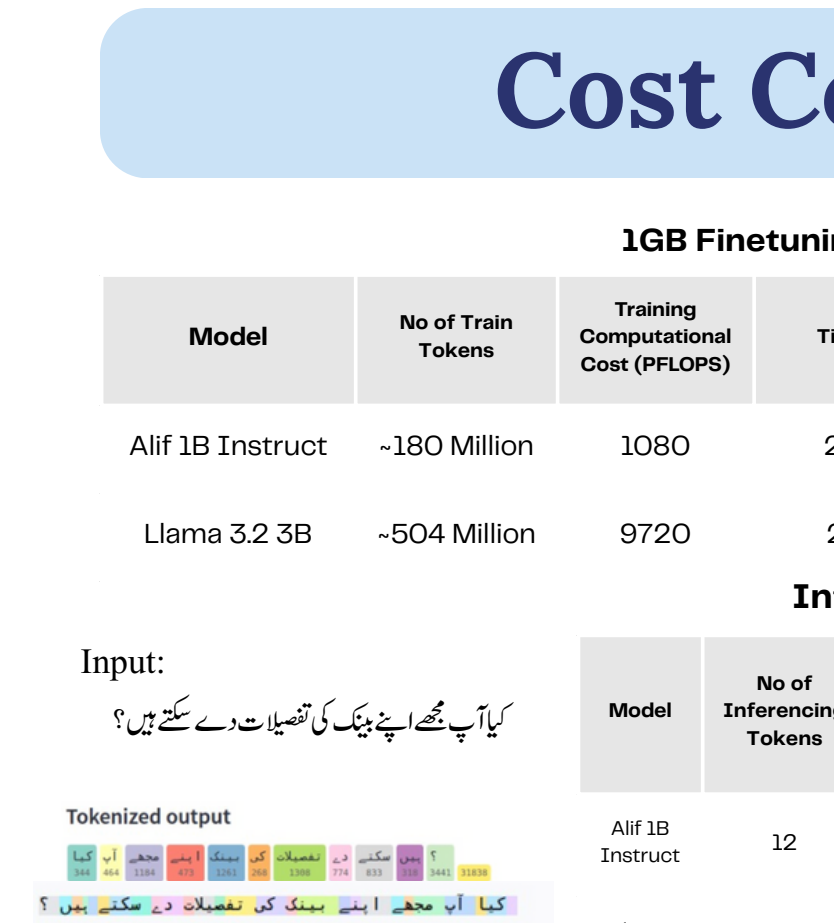 Cost C
1GB Finetuni
Model
No of Train
Tokens
Training
Computational
Cost (PFLOPS)
Ti
Alif 1B Instruct ~180 Million 1080 2
Llama 3.2 3B ~504 Million 9720 2
In
Input:
کیا آپ مجھے اپنے بینک کی تفصیلات دے سکتے ہیں؟
Model
No of
Inferencing
Tokens
Tokenized output
کیا آپ مجھے اپنے بینک کی تفصیلات دے سکتے ہیں ؟
344 464 1184 473 1261 268 1308 774 833 318 3441 31838
کیا آپ مجھے اپنے بینک کی تفصیلات دے سکتے ہیں ؟
Alif 1B
Instruct
12